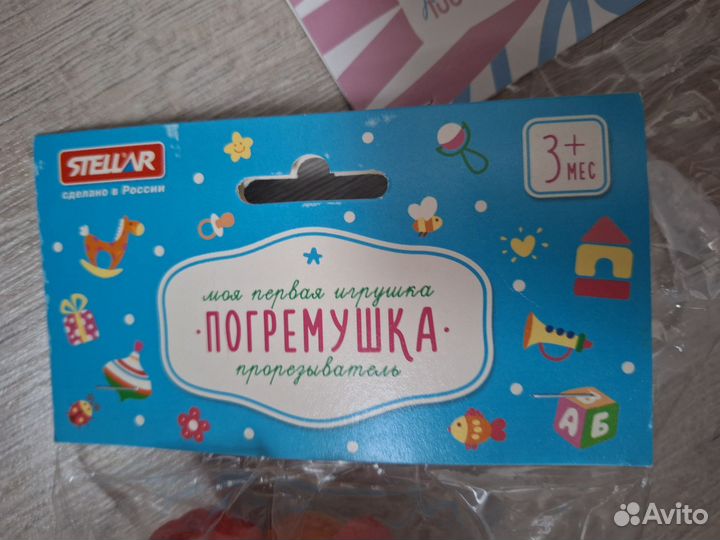 STELLAR
сделано в России
3+
мес
моя первая игрушка
·ПОГРЕМУШКА·
прорезыватель
А Б
Avito